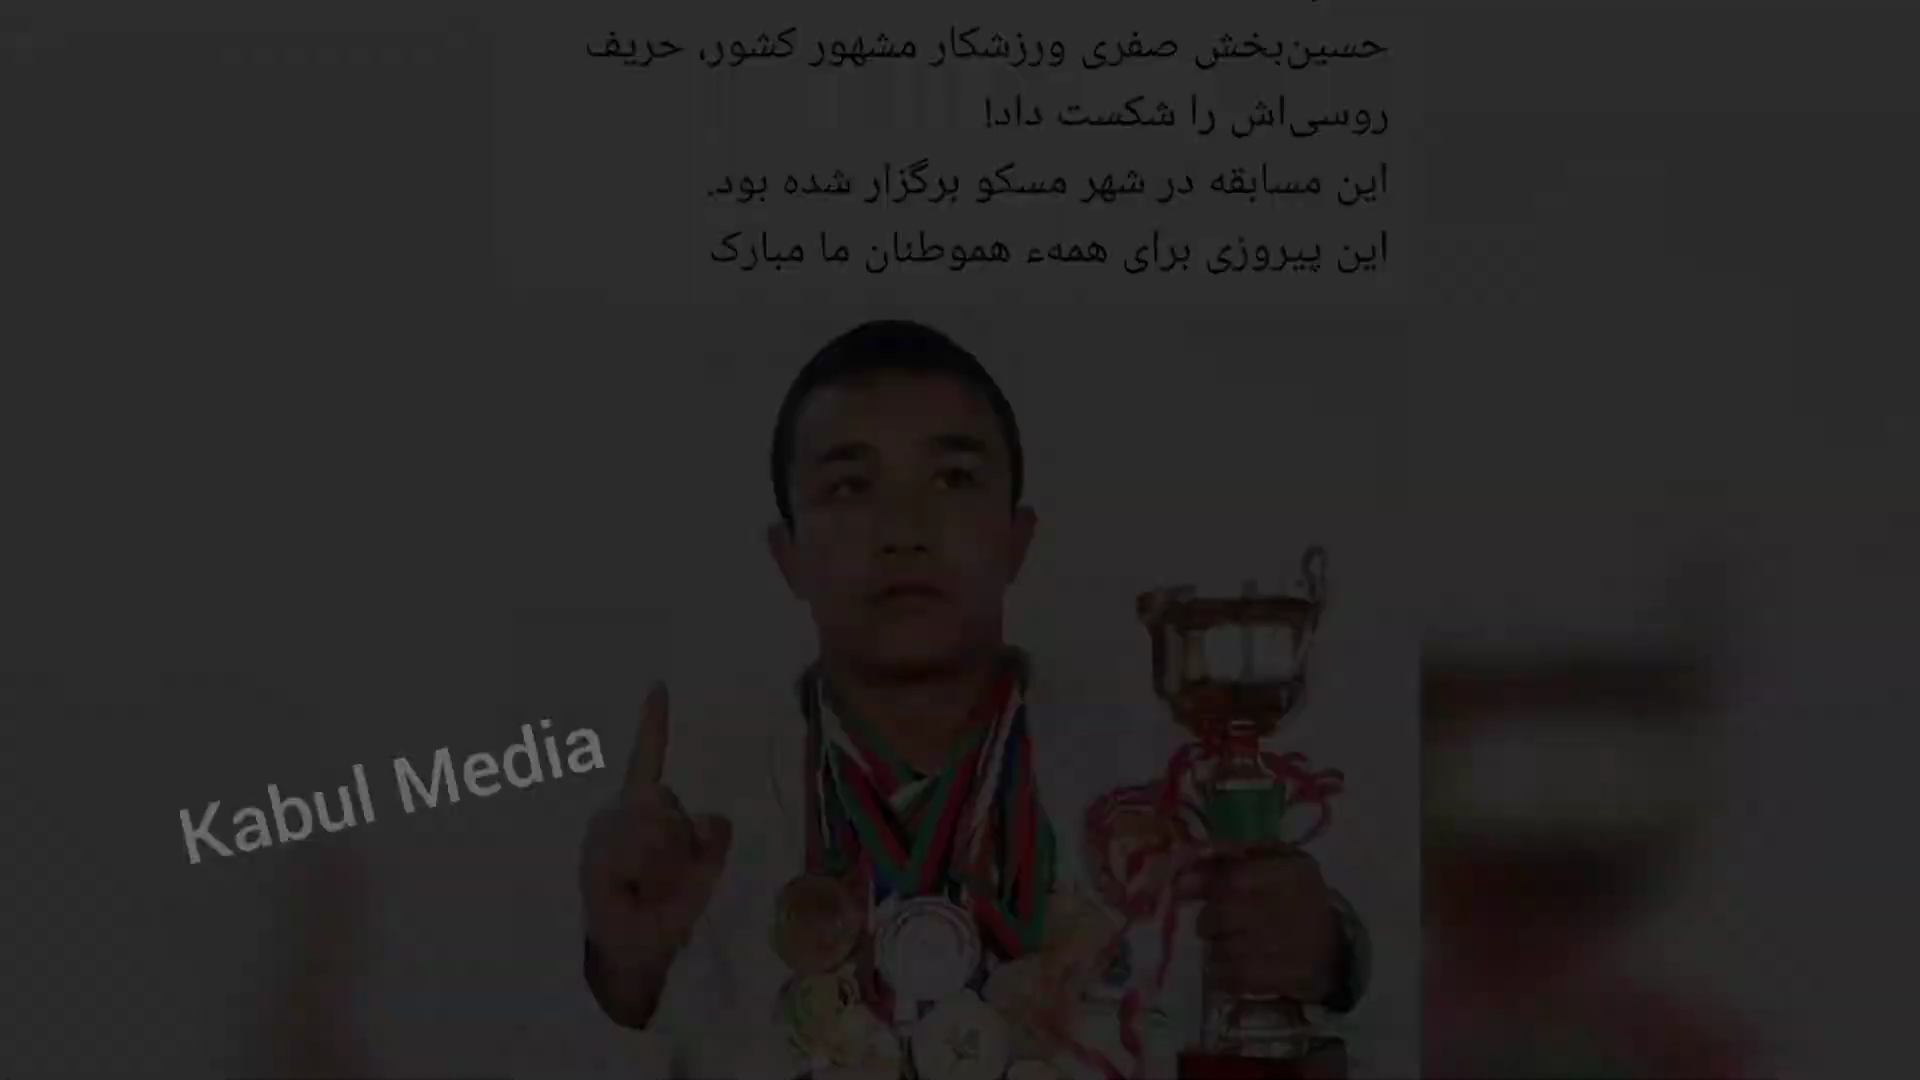 حسین‌بخش صفری ورزشکار مشهور کشور، حریف
روسی‌اش را شکست داد!
این مسابقه در شهر مسکو برگزار شده بود.
این پیروزی برای همهء هموطنان ما مبارک
Kabul Media